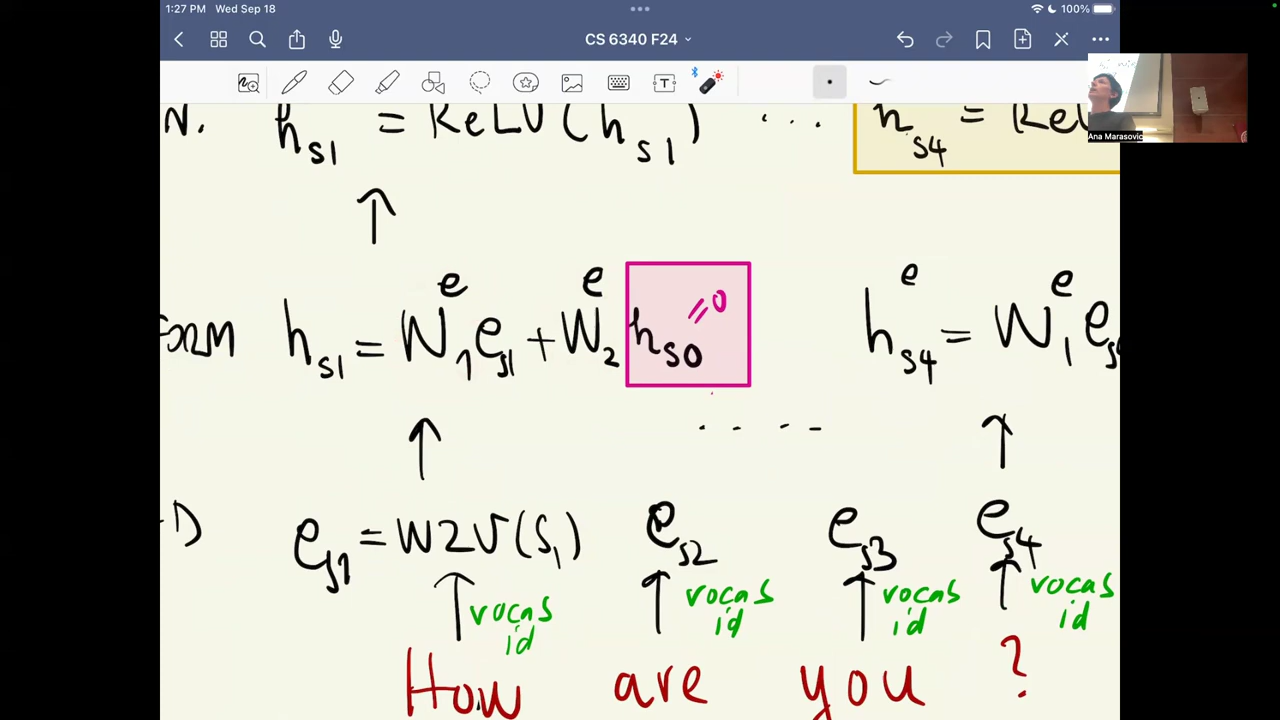 1:27 PM Wed Sep 18
100%
CS 6340 F24
Ana Marasovic
N. h_s1 = ReLU(h_s1) ... h_s4 = ReL
h_s1 = W_1^e e_s1 + W_2^e h_s0 =0 h_s4^e = W_1^e e_s
. . - -
e_s1 = W2V(S_1) e_s2 e_s3 e_s4
vocab vocab vocab vocab
id id id id
How are you ?